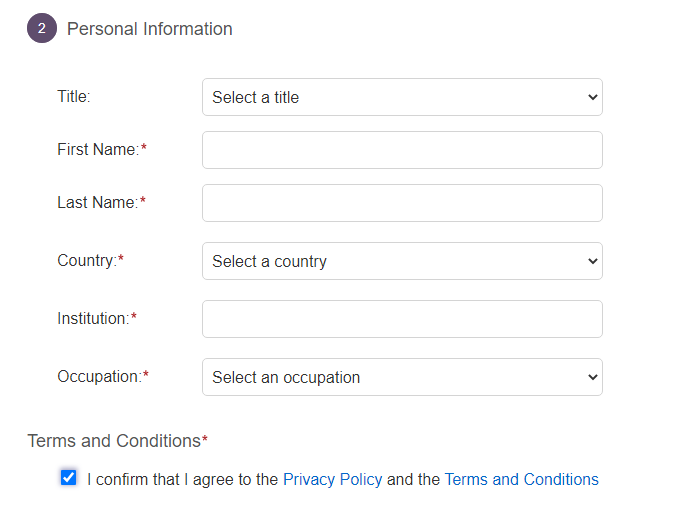 2 Personal Information
Title: Select a title
First Name:*
Last Name:*
Country:* Select a country
Institution:*
Occupation:* Select an occupation
Terms and Conditions*
I confirm that I agree to the Privacy Policy and the Terms and Conditions